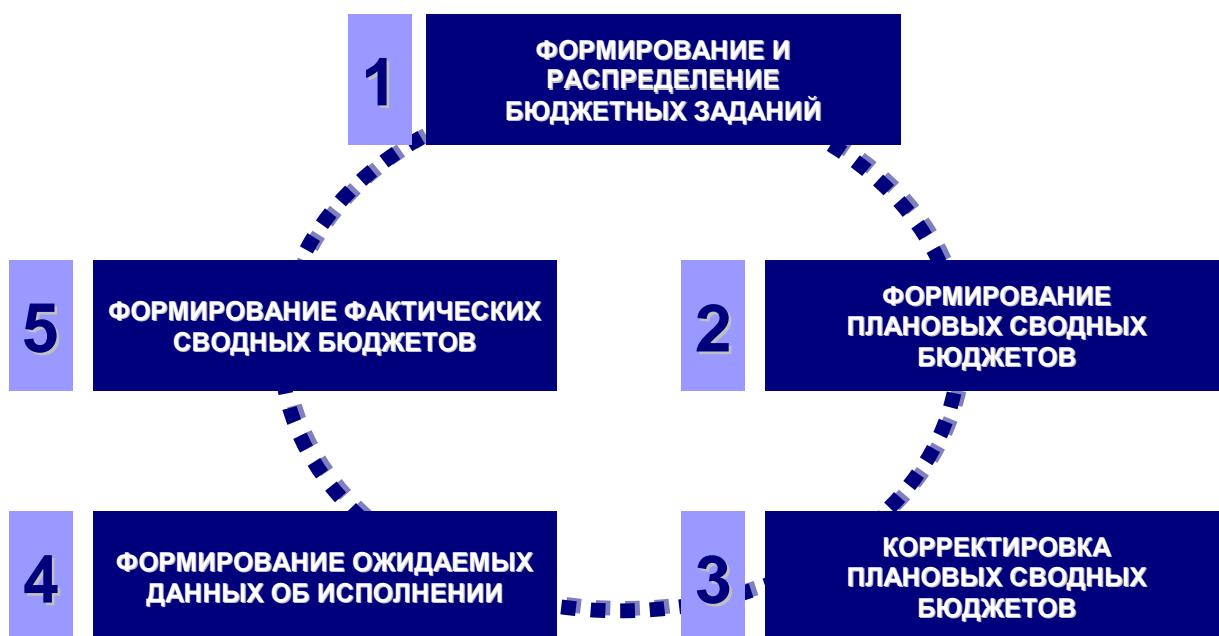 1
ФОРМИРОВАНИЕ И
РАСПРЕДЕЛЕНИЕ
БЮДЖЕТНЫХ ЗАДАНИЙ
2
ФОРМИРОВАНИЕ
ПЛАНОВЫХ СВОДНЫХ
БЮДЖЕТОВ
3
КОРРЕКТИРОВКА
ПЛАНОВЫХ СВОДНЫХ
БЮДЖЕТОВ
4
ФОРМИРОВАНИЕ ОЖИДАЕМЫХ
ДАННЫХ ОБ ИСПОЛНЕНИИ
5
ФОРМИРОВАНИЕ ФАКТИЧЕСКИХ
СВОДНЫХ БЮДЖЕТОВ